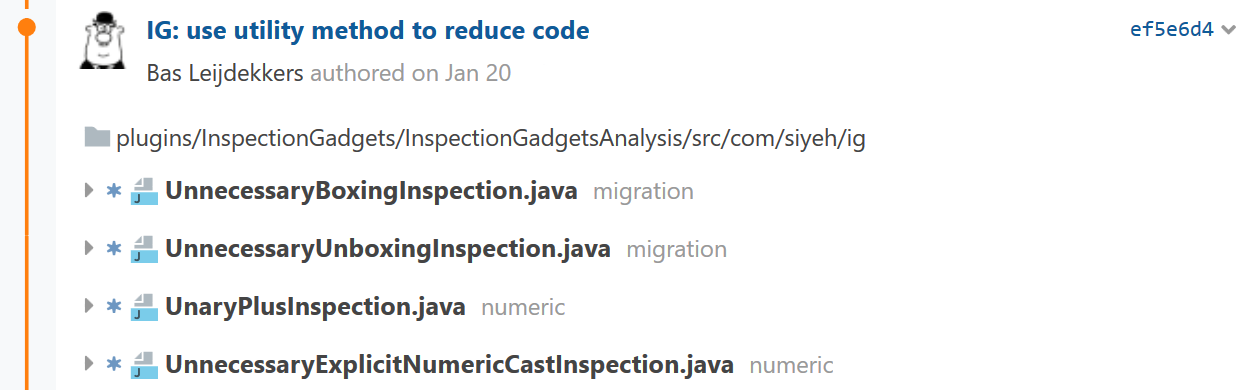 IG: use utility method to reduce code ef5e6d4
Bas Leijdekkers authored on Jan 20
plugins/InspectionGadgets/InspectionGadgetsAnalysis/src/com/siyeh/ig
J UnnecessaryBoxingInspection.java migration
J UnnecessaryUnboxingInspection.java migration
J UnaryPlusInspection.java numeric
J UnnecessaryExplicitNumericCastInspection.java numeric